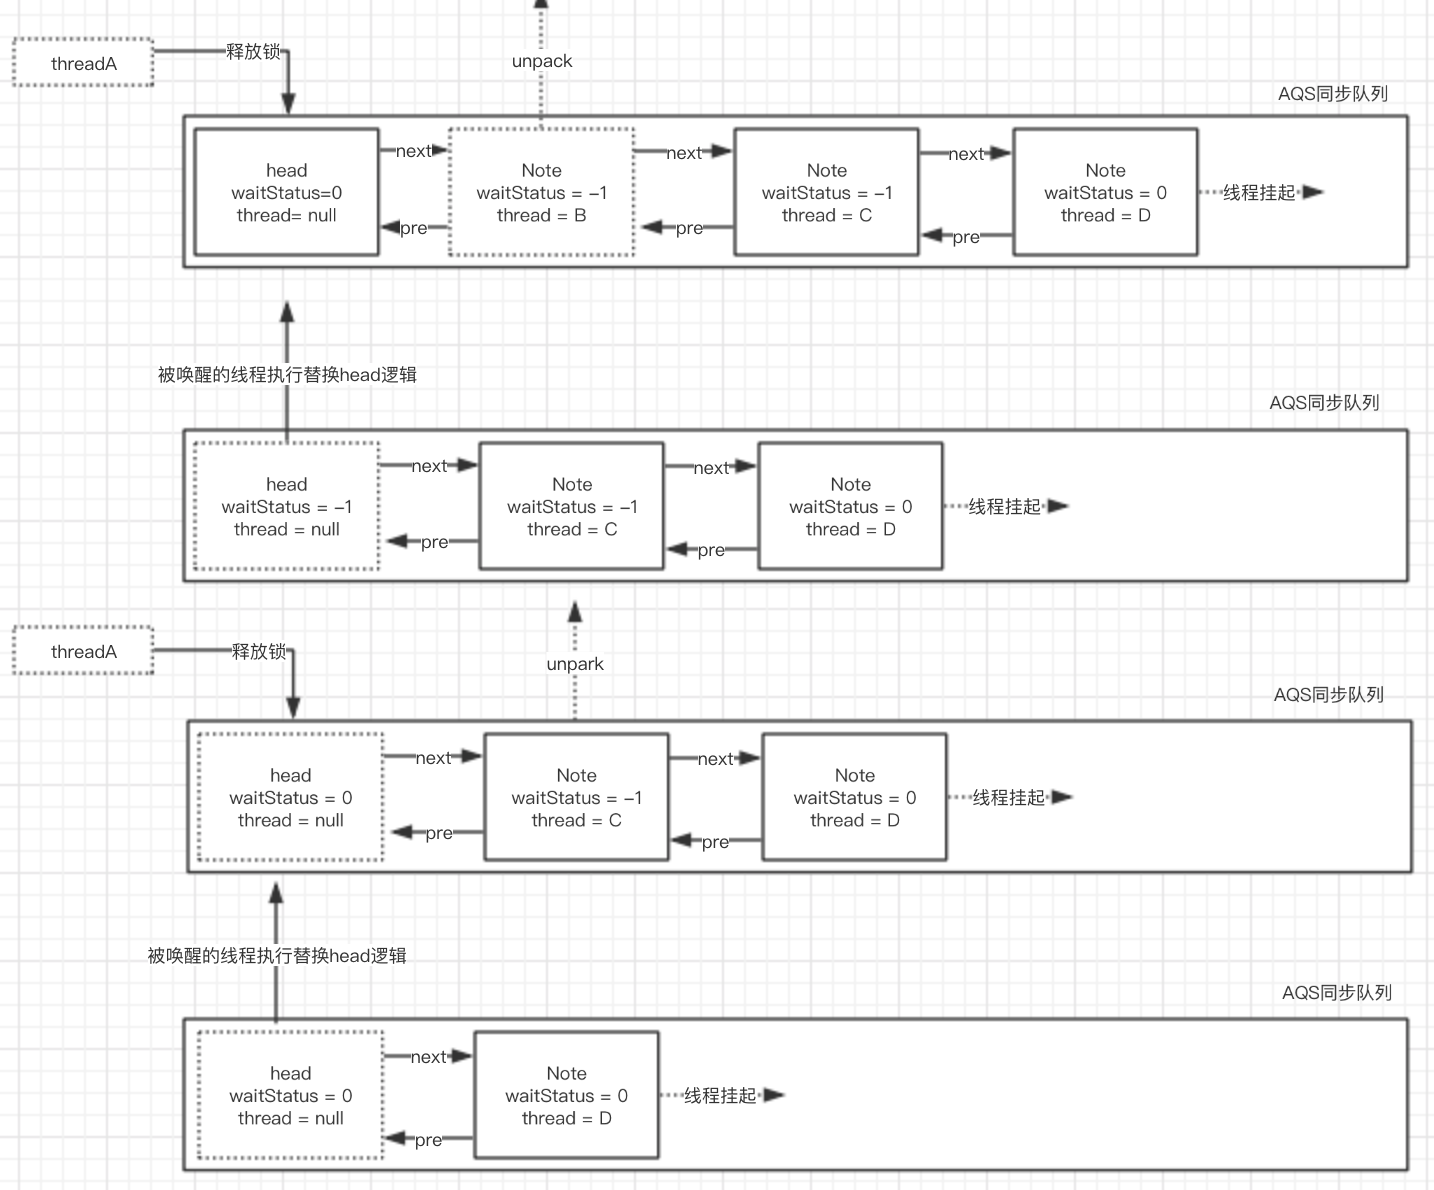 threadA
释放锁
unpack
AQS同步队列
head
waitStatus=0
thread= null
next
pre
Note
waitStatus = -1
thread = B
next
pre
Note
waitStatus = -1
thread = C
next
pre
Note
waitStatus = 0
thread = D
线程挂起
被唤醒的线程执行替换head逻辑
AQS同步队列
head
waitStatus = -1
thread = null
next
pre
Note
waitStatus = -1
thread = C
next
pre
Note
waitStatus = 0
thread = D
线程挂起
threadA
释放锁
unpark
AQS同步队列
head
waitStatus = 0
thread = null
next
pre
Note
waitStatus = -1
thread = C
next
pre
Note
waitStatus = 0
thread = D
线程挂起
被唤醒的线程执行替换head逻辑
AQS同步队列
head
waitStatus = 0
thread = null
next
pre
Note
waitStatus = 0
thread = D
线程挂起